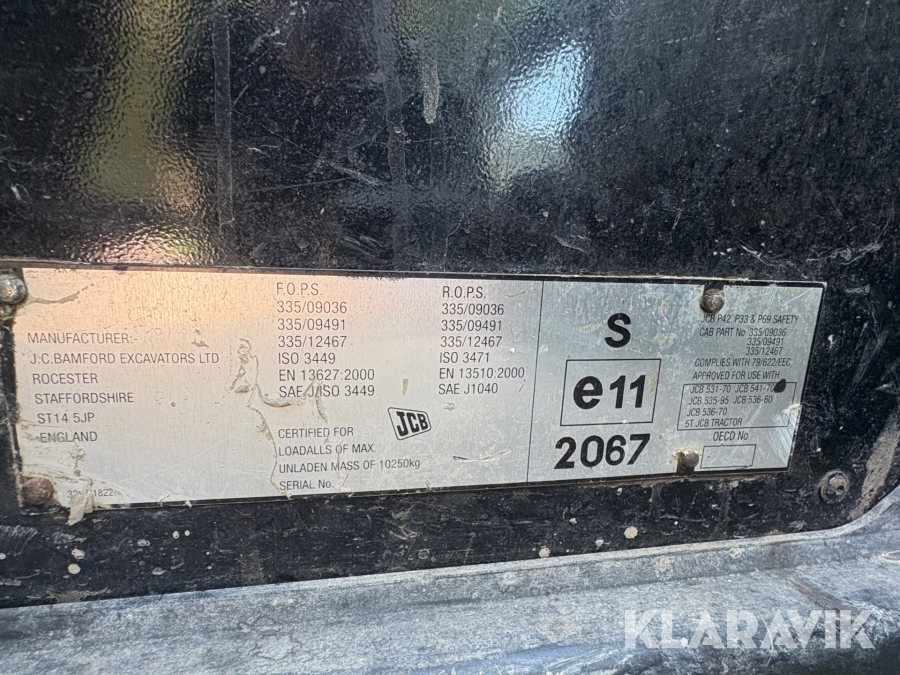 MANUFACTURER:-
J.C.BAMFORD EXCAVATORS LTD
ROCESTER
STAFFORDSHIRE
ST14 5JP
ENGLAND
F.O.P.S.
335/09036
335/09491
335/12467
ISO 3449
EN 13627:2000
SAE J/ISO 3449
CERTIFIED FOR
LOADALLS OF MAX.
UNLADEN MASS OF 10250kg
SERIAL No.
R.O.P.S.
335/09036
335/09491
335/12467
ISO 3471
EN 13510:2000
SAE J1040
JCB
S
e11
2067
JCB P42, P33 & P69 SAFETY
CAB PART No 335/09036
335/09491
335/12467
COMPLIES WITH 79/622/EEC
APPROVED FOR USE WITH
JCB 531-70 JCB 541-70
JCB 535-95 JCB 536-60
JCB 536-70
5T JCB TRACTOR
OECD No
KLARAVIK